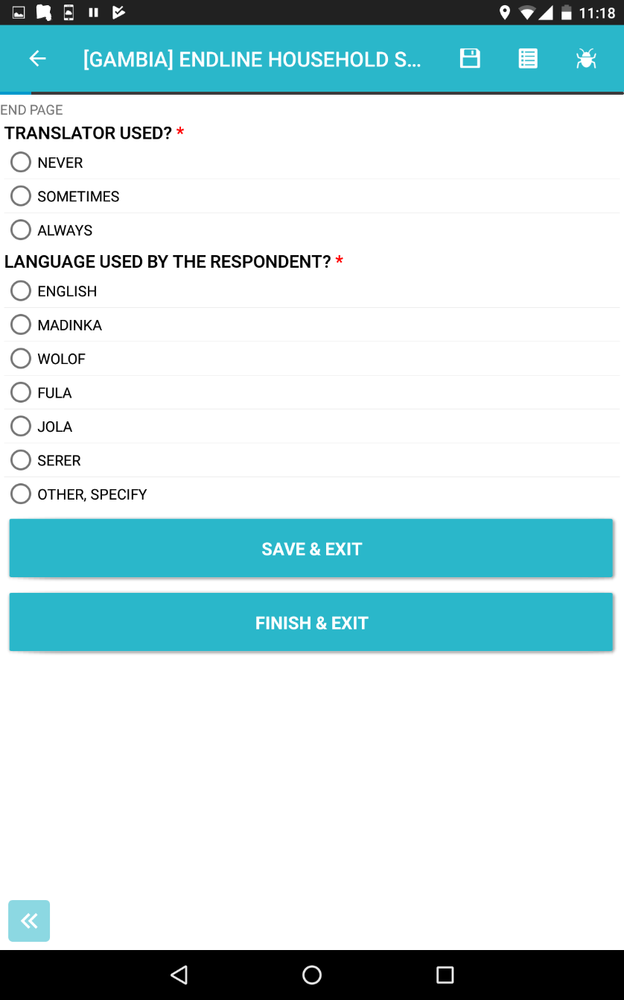 11:18
[GAMBIA] ENDLINE HOUSEHOLD S...
END PAGE
TRANSLATOR USED? *
NEVER
SOMETIMES
ALWAYS
LANGUAGE USED BY THE RESPONDENT? *
ENGLISH
MADINKA
WOLOF
FULA
JOLA
SERER
OTHER, SPECIFY
SAVE & EXIT
FINISH & EXIT